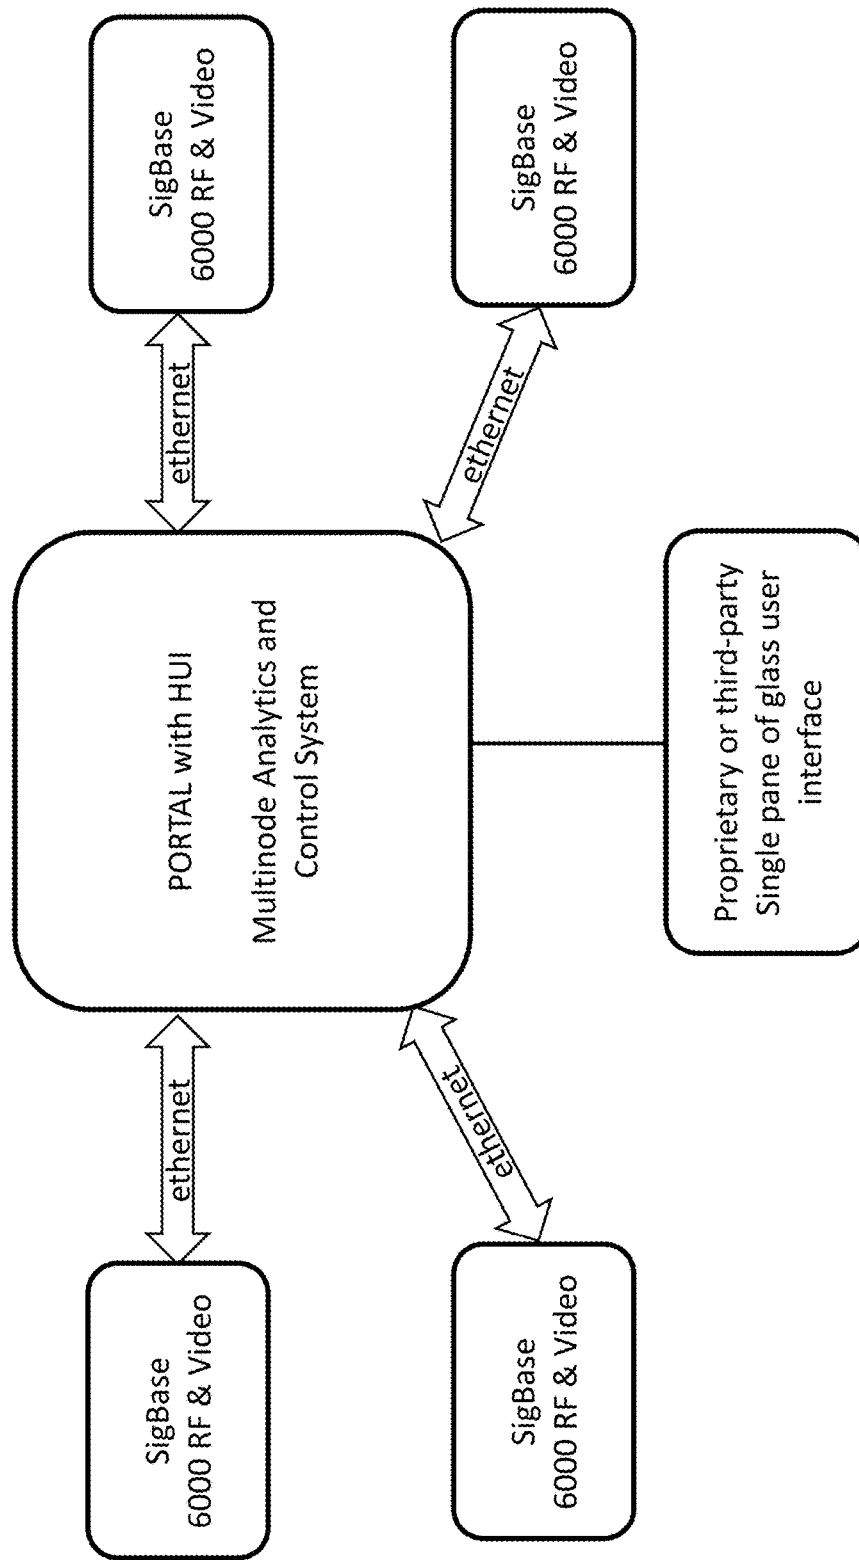 SigBase
6000 RF & Video
ethernet
PORTAL with HUI
Multinode Analytics and
Control System
ethernet
SigBase
6000 RF & Video
SigBase
6000 RF & Video
ethernet
ethernet
SigBase
6000 RF & Video
Proprietary or third-party
Single pane of glass user
interface